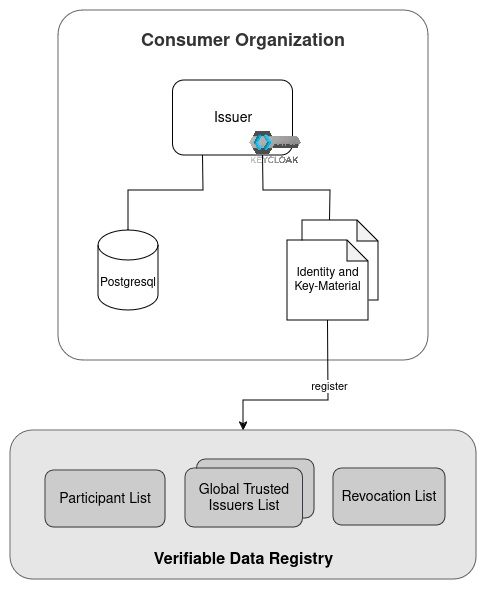 Consumer Organization
Issuer
KEYCLOAK
Postgresql
Identity and
Key-Material
register
Participant List
Global Trusted
Issuers List
Revocation List
Verifiable Data Registry